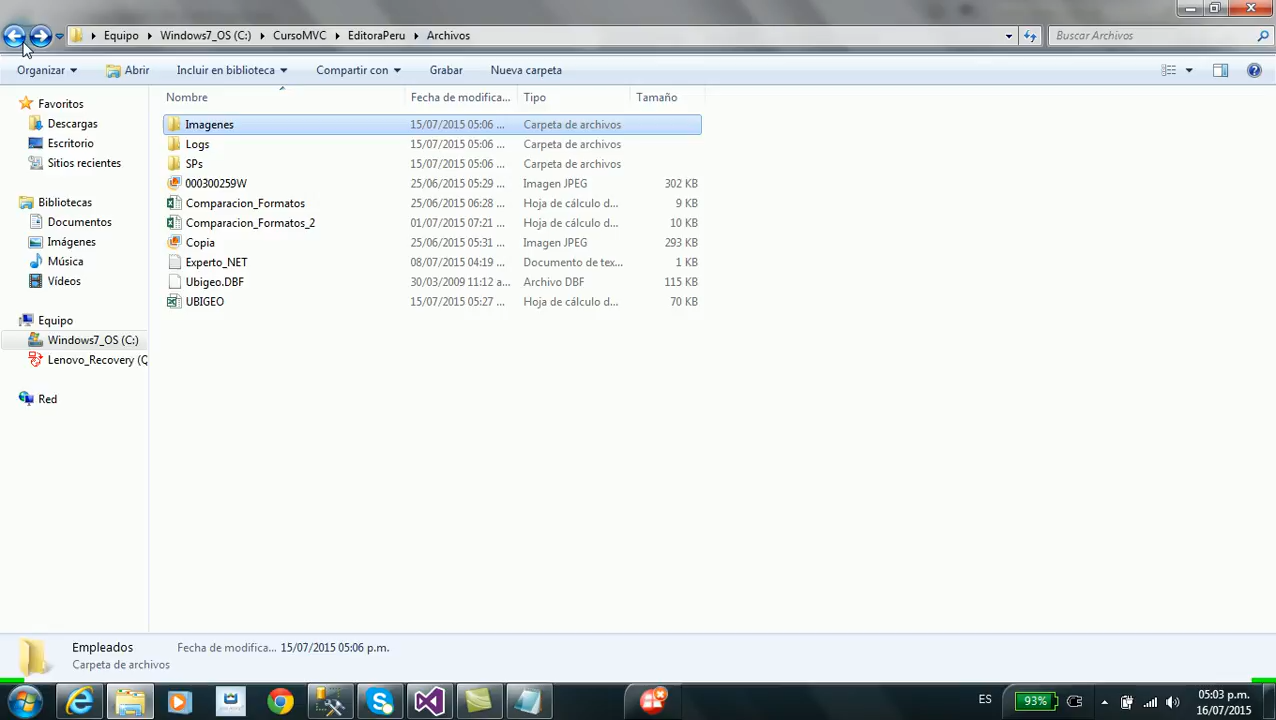 Equipo Windows7_OS (C:) CursoMVC EditoraPeru Archivos
Buscar Archivos
Organizar Abrir Incluir en biblioteca Compartir con Grabar Nueva carpeta
Nombre Fecha de modifica... Tipo Tamaño
Favoritos
Descargas
Escritorio
Sitios recientes
Bibliotecas
Documentos
Imágenes
Música
Vídeos
Equipo
Windows7_OS (C:)
Lenovo_Recovery (Q
Red
Imagenes 15/07/2015 05:06 ... Carpeta de archivos
Logs 15/07/2015 05:06 ... Carpeta de archivos
SPs 15/07/2015 05:06 ... Carpeta de archivos
000300259W 25/06/2015 05:29 ... Imagen JPEG 302 KB
Comparacion_Formatos 25/06/2015 06:28 ... Hoja de cálculo d... 9 KB
Comparacion_Formatos_2 01/07/2015 07:21 ... Hoja de cálculo d... 10 KB
Copia 25/06/2015 05:31 ... Imagen JPEG 293 KB
Experto_NET 08/07/2015 04:19 ... Documento de tex... 1 KB
Ubigeo.DBF 30/03/2009 11:12 a... Archivo DBF 115 KB
UBIGEO 15/07/2015 05:27 ... Hoja de cálculo d... 70 KB
Empleados Fecha de modifica... 15/07/2015 05:06 p.m.
Carpeta de archivos
ES
93%
05:03 p.m.
16/07/2015